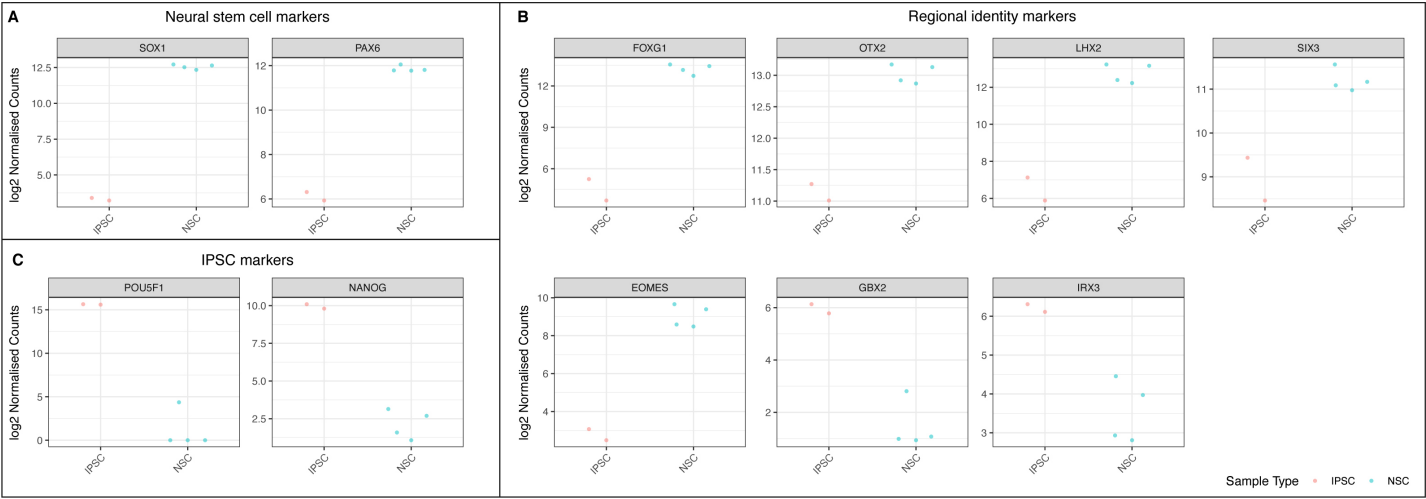 A Neural stem cell markers
SOX1 PAX6
log2 Normalised Counts
12.5
10.0
7.5
5.0
12
10
8
6
IPSC NSC IPSC NSC
B Regional identity markers
FOXG1 OTX2 LHX2 SIX3
log2 Normalised Counts
12
9
6
13.0
12.5
12.0
11.5
11.0
12
10
8
6
11
10
9
IPSC NSC IPSC NSC IPSC NSC IPSC NSC
EOMES GBX2 IRX3
log2 Normalised Counts
10
8
6
4
6
4
2
6
5
4
3
IPSC NSC IPSC NSC IPSC NSC
C IPSC markers
POU5F1 NANOG
log2 Normalised Counts
15
10
5
0
10.0
7.5
5.0
2.5
IPSC NSC IPSC NSC
Sample Type IPSC NSC